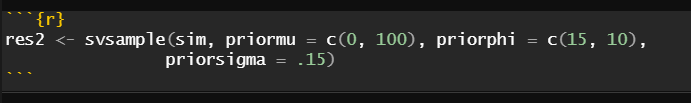 ```{r}
res2 <- svsample(sim, priormu = c(0, 100), priorphi = c(15, 10),
priorsigma = .15)
```